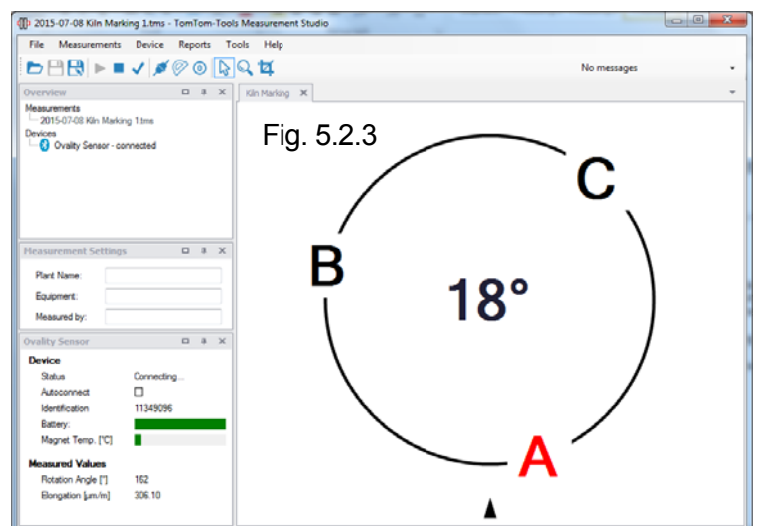 2015-07-08 Kiln Marking 1.tms - TomTom-Tools Measurement Studio
File Measurements Device Reports Tools Help
No messages
Overview
Measurements
2015-07-08 Kiln Marking 1.tms
Devices
Ovality Sensor - connected
Measurement Settings
Plant Name:
Equipment:
Measured by:
Ovality Sensor
Device
Status Connecting...
Autoconnect
Identification 11349096
Battery:
Magnet Temp. [°C]
Measured Values
Rotation Angle [°] 162
Elongation [µm/m] 306.10
Kiln Marking
Fig. 5.2.3
C
B
18°
A